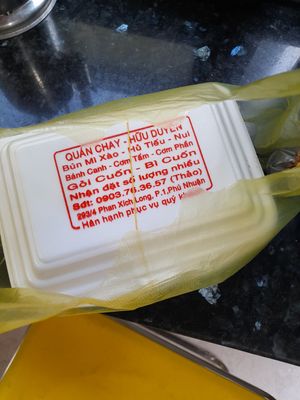 QUÁN CHAY - HỮU DUYÊN
Bún Mì Xào - Hủ Tiếu - Nui
Bánh Canh - Cơm Tấm - Cơm Phần
Gỏi Cuốn - Bì Cuốn
Nhận đặt số lượng nhiều
Sđt: 0903.76.36.57 (Thảo)
293/4 Phan Xích Long, P.1, Phú Nhuận
Hân hạnh phục vụ quý